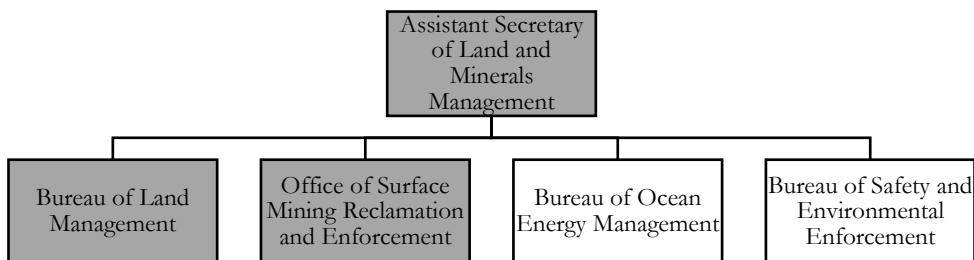 Assistant Secretary
of Land and
Minerals
Management
Bureau of Land
Management
Office of Surface
Mining Reclamation
and Enforcement
Bureau of Ocean
Energy Management
Bureau of Safety and
Environmental
Enforcement